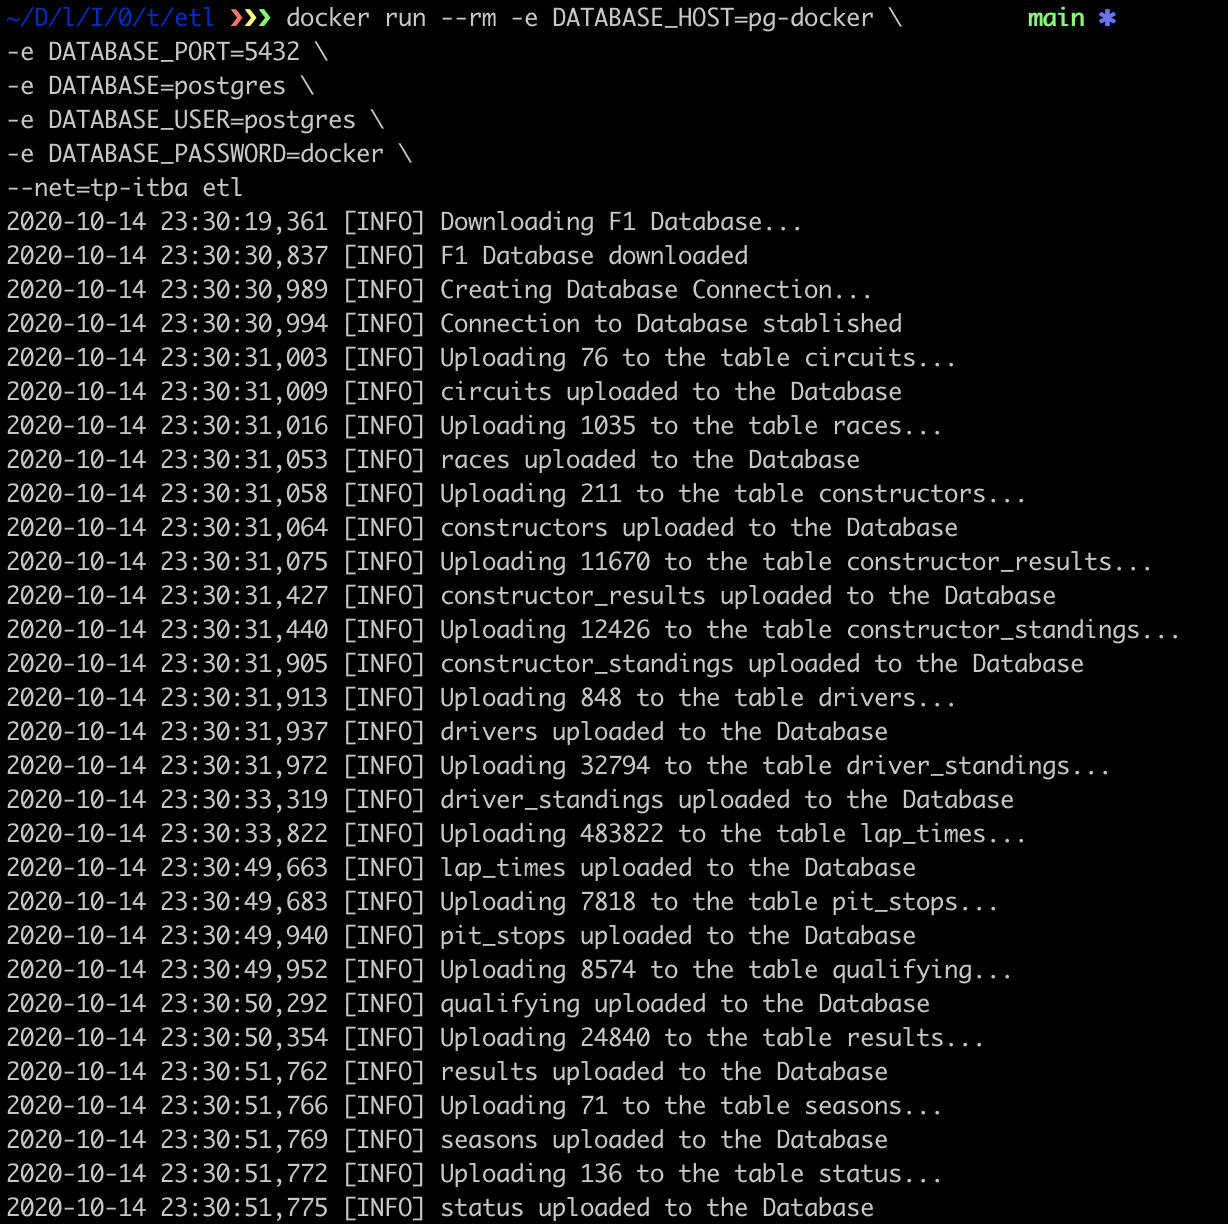 ~/D/l/I/0/t/etl ❯❯❯ docker run --rm -e DATABASE_HOST=pg-docker \ main ✱
-e DATABASE_PORT=5432 \
-e DATABASE=postgres \
-e DATABASE_USER=postgres \
-e DATABASE_PASSWORD=docker \
--net=tp-itba etl
2020-10-14 23:30:19,361 [INFO] Downloading F1 Database...
2020-10-14 23:30:30,837 [INFO] F1 Database downloaded
2020-10-14 23:30:30,989 [INFO] Creating Database Connection...
2020-10-14 23:30:30,994 [INFO] Connection to Database stablished
2020-10-14 23:30:31,003 [INFO] Uploading 76 to the table circuits...
2020-10-14 23:30:31,009 [INFO] circuits uploaded to the Database
2020-10-14 23:30:31,016 [INFO] Uploading 1035 to the table races...
2020-10-14 23:30:31,053 [INFO] races uploaded to the Database
2020-10-14 23:30:31,058 [INFO] Uploading 211 to the table constructors...
2020-10-14 23:30:31,064 [INFO] constructors uploaded to the Database
2020-10-14 23:30:31,075 [INFO] Uploading 11670 to the table constructor_results...
2020-10-14 23:30:31,427 [INFO] constructor_results uploaded to the Database
2020-10-14 23:30:31,440 [INFO] Uploading 12426 to the table constructor_standings...
2020-10-14 23:30:31,905 [INFO] constructor_standings uploaded to the Database
2020-10-14 23:30:31,913 [INFO] Uploading 848 to the table drivers...
2020-10-14 23:30:31,937 [INFO] drivers uploaded to the Database
2020-10-14 23:30:31,972 [INFO] Uploading 32794 to the table driver_standings...
2020-10-14 23:30:33,319 [INFO] driver_standings uploaded to the Database
2020-10-14 23:30:33,822 [INFO] Uploading 483822 to the table lap_times...
2020-10-14 23:30:49,663 [INFO] lap_times uploaded to the Database
2020-10-14 23:30:49,683 [INFO] Uploading 7818 to the table pit_stops...
2020-10-14 23:30:49,940 [INFO] pit_stops uploaded to the Database
2020-10-14 23:30:49,952 [INFO] Uploading 8574 to the table qualifying...
2020-10-14 23:30:50,292 [INFO] qualifying uploaded to the Database
2020-10-14 23:30:50,354 [INFO] Uploading 24840 to the table results...
2020-10-14 23:30:51,762 [INFO] results uploaded to the Database
2020-10-14 23:30:51,766 [INFO] Uploading 71 to the table seasons...
2020-10-14 23:30:51,769 [INFO] seasons uploaded to the Database
2020-10-14 23:30:51,772 [INFO] Uploading 136 to the table status...
2020-10-14 23:30:51,775 [INFO] status uploaded to the Database